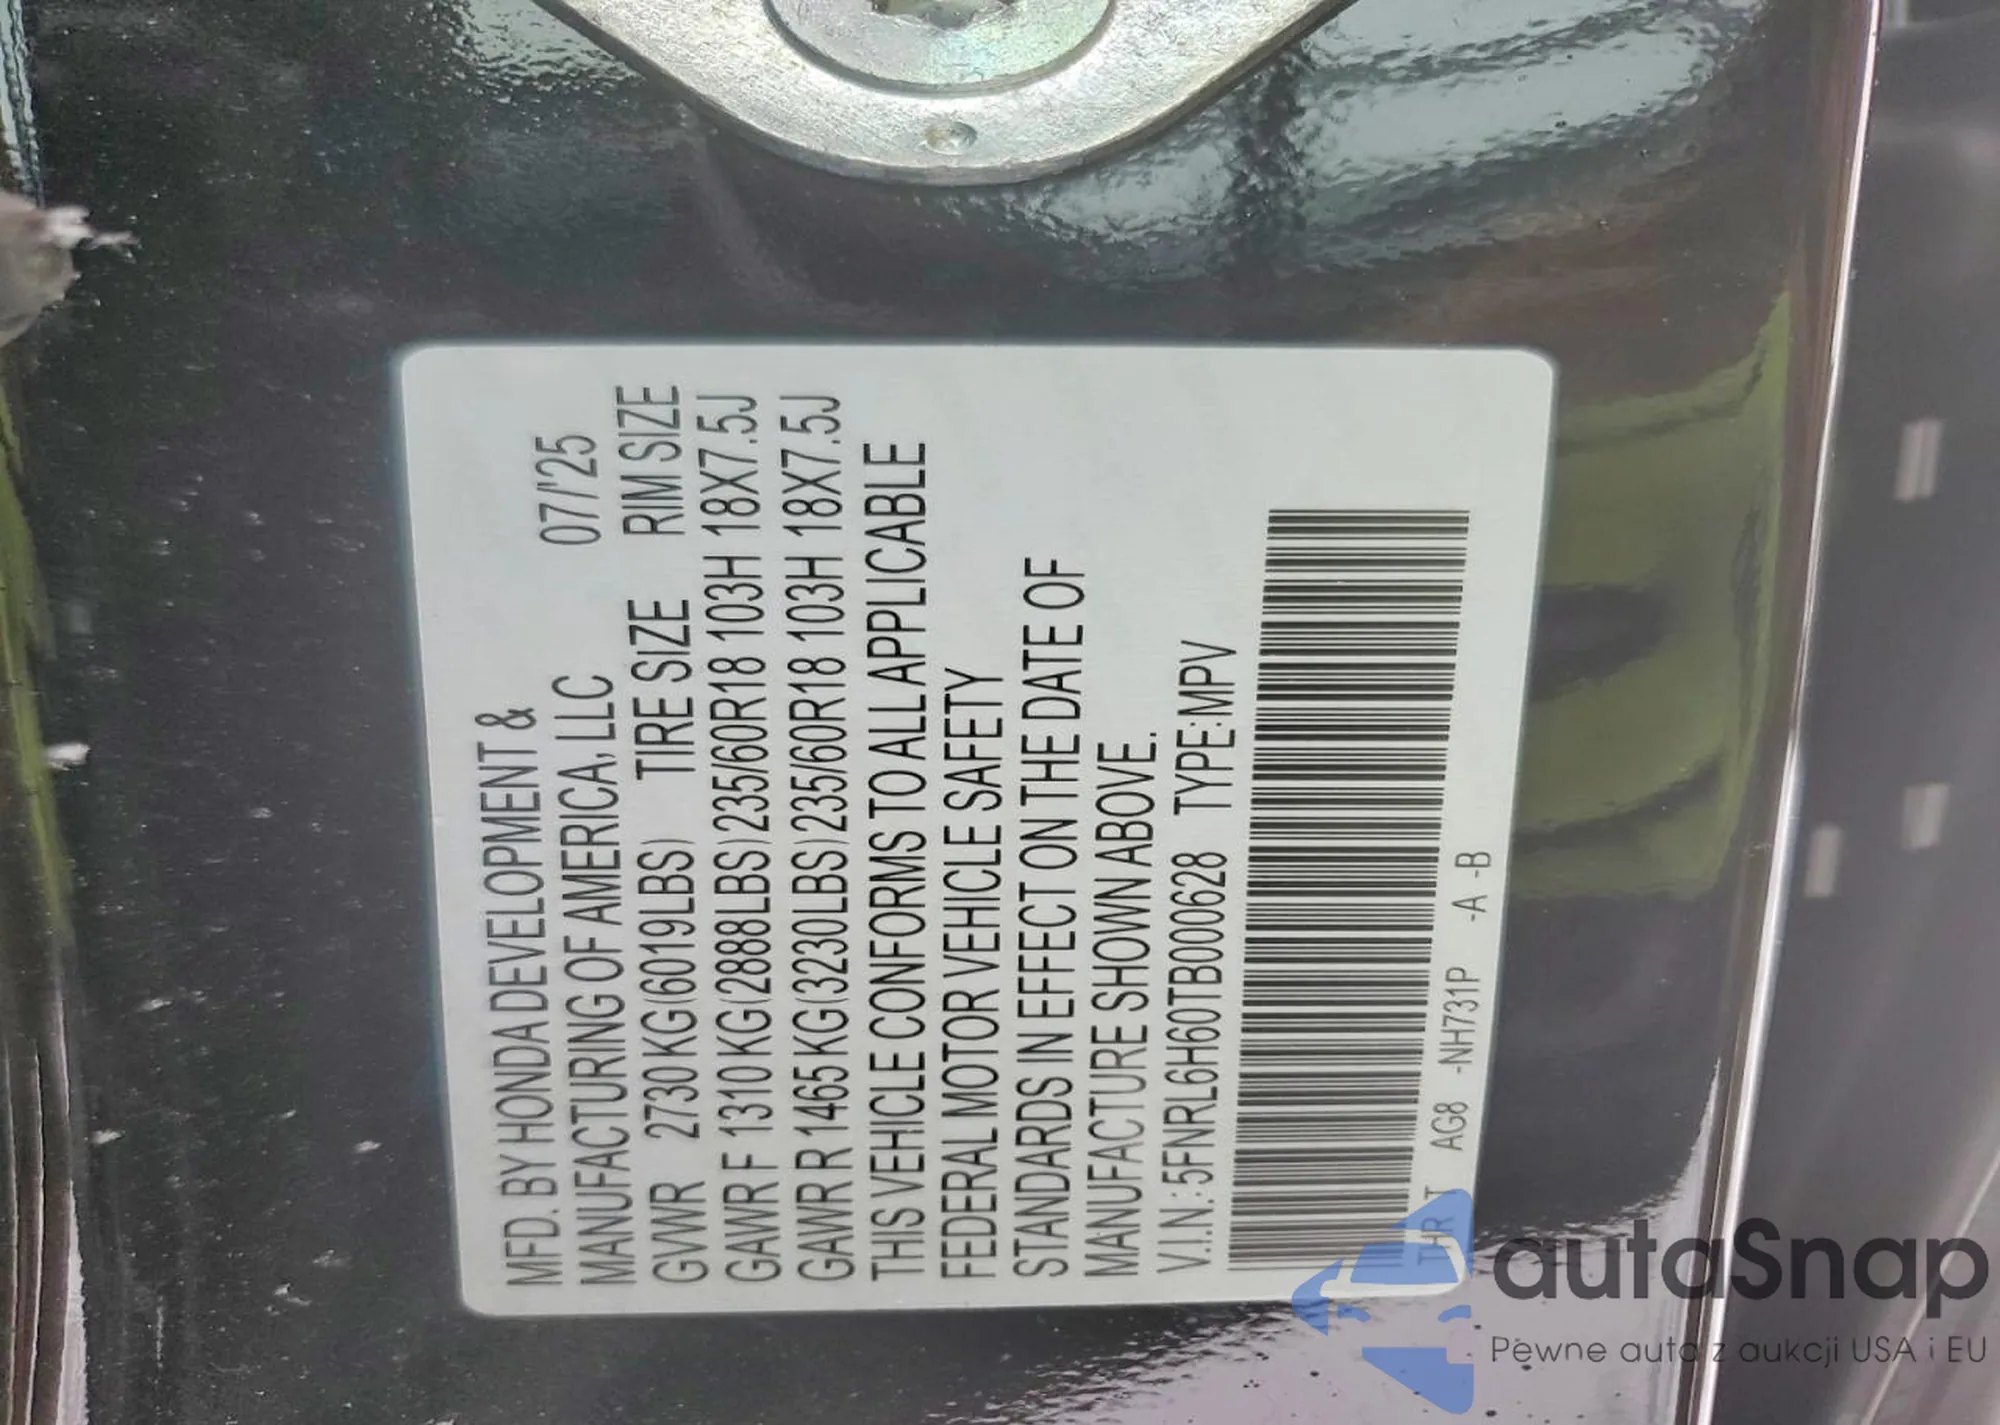 MFD. BY HONDA DEVELOPMENT &
MANUFACTURING OF AMERICA, LLC 07/'25
GVWR 2730 KG(6019LBS) TIRE SIZE RIM SIZE
GAWR F 1310 KG(2888LBS) 235/60R18 103H 18X7.5J
GAWR R 1465 KG(3230LBS) 235/60R18 103H 18X7.5J
THIS VEHICLE CONFORMS TO ALL APPLICABLE
FEDERAL MOTOR VEHICLE SAFETY
STANDARDS IN EFFECT ON THE DATE OF
MANUFACTURE SHOWN ABOVE.
V.I.N.: 5FNRL6H60TB000628 TYPE: MPV
THR T AG8 -NH731P -A -B
autaSnap
Pewne auta z aukcji USA i EU